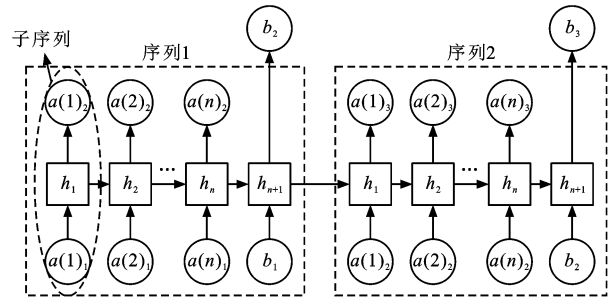 子序列
序列1
b₂
序列2
b₃
a(1)₂ a(2)₂ a(n)₂
a(1)₃ a(2)₃ a(n)₃
h₁ h₂ ... hₙ hₙ₊₁
h₁ h₂ ... hₙ hₙ₊₁
a(1)₁ a(2)₁ a(n)₁ b₁
a(1)₂ a(2)₂ a(n)₂ b₂